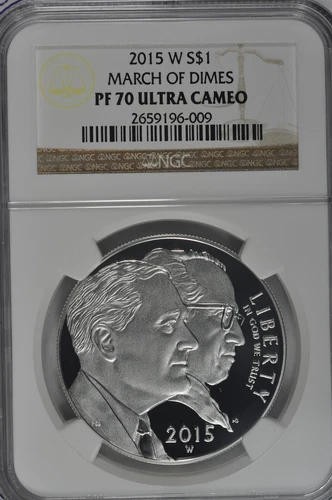 2015 W S$1
MARCH OF DIMES
PF 70 ULTRA CAMEO
2659196-009
NGC
LIBERTY
IN GOD WE TRUST
2015
W